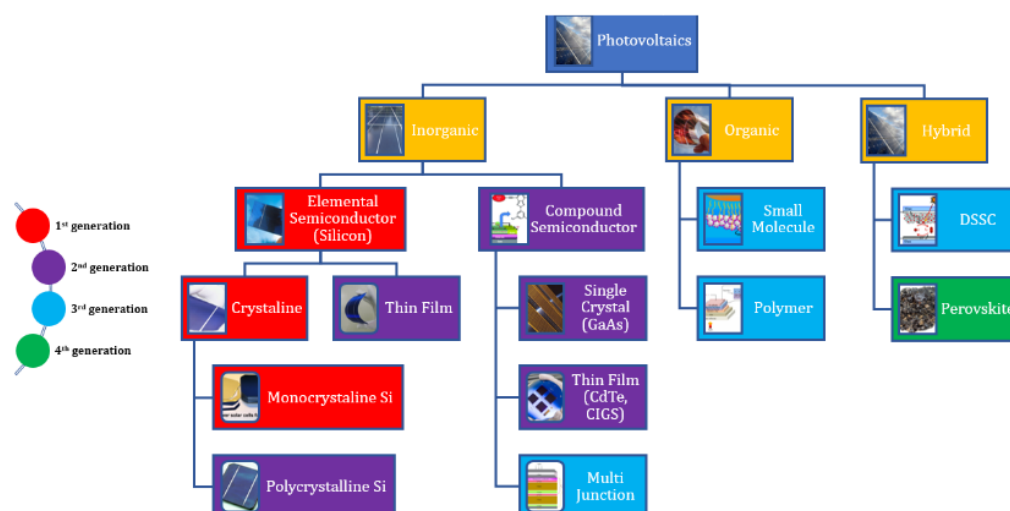 Photovoltaics
Inorganic
Organic
Hybrid
Elemental
Semiconductor
(Silicon)
Compound
Semiconductor
Small
Molecule
DSSC
1st generation
2nd generation
3rd generation
4th generation
Crystaline
Thin Film
Single
Crystal
(GaAs)
Polymer
Perovskite
Monocrystaline Si
Thin Film
(CdTe,
CIGS)
Polycrystalline Si
Multi
Junction